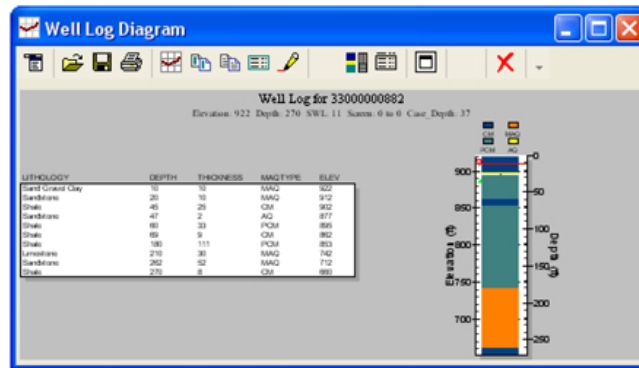 Well Log Diagram
Well Log for 33000000882
Elevation: 922 Depth: 270 SWL: 11 Screen: 0 to 0 Case_Depth: 37
CM MAQ
PCM AQ
LITHOLOGY DEPTH THICKNESS MAQTYPE ELEV
Sand Gravel Clay 10 10 MAQ 922
Sandstone 20 10 MAQ 912
Shale 45 25 CM 902
Sandstone 47 2 AQ 877
Shale 60 33 PCM 895
Shale 69 9 CM 862
Shale 180 111 PCM 853
Limestone 210 30 MAQ 742
Sandstone 262 52 MAQ 712
Shale 270 8 CM 660
Elevation (ft)
900
850
800
750
700
Depth (ft)
0
50
100
150
200
250